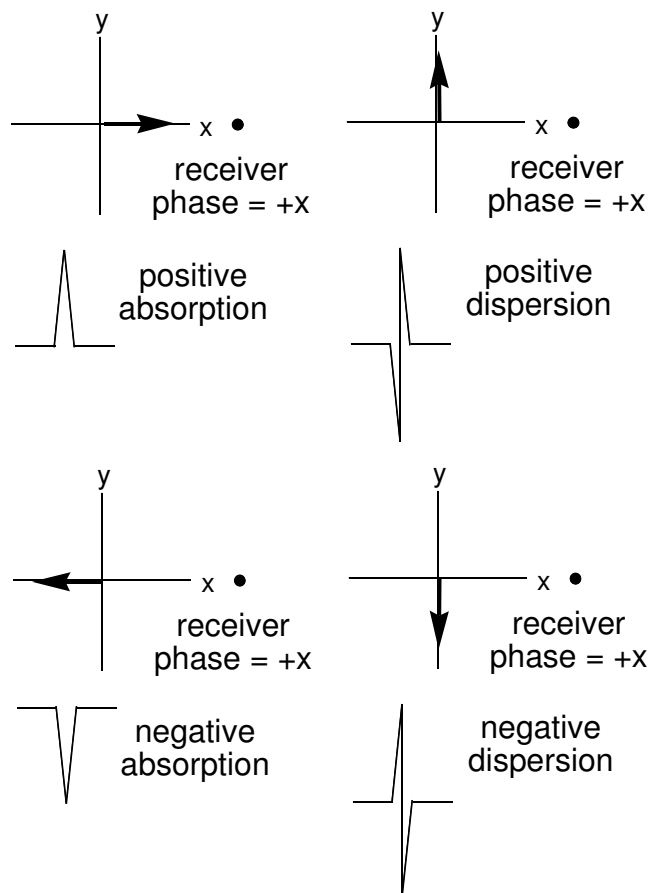 y
x
receiver
phase = +x
positive
absorption
y
x
receiver
phase = +x
positive
dispersion
y
x
receiver
phase = +x
negative
absorption
y
x
receiver
phase = +x
negative
dispersion